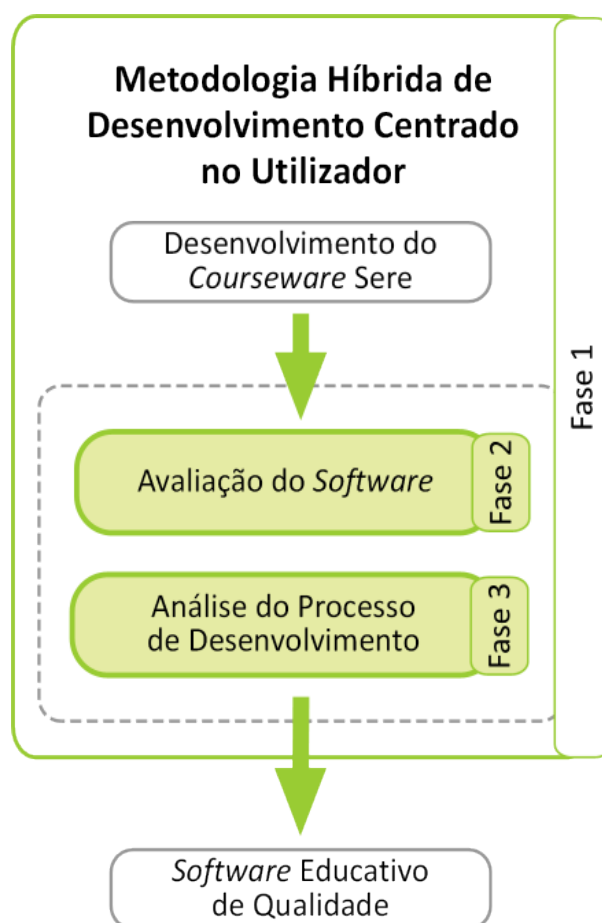 Metodologia Híbrida de
Desenvolvimento Centrado
no Utilizador
Desenvolvimento do
Courseware Sere
Fase 1
Avaliação do Software
Fase 2
Análise do Processo
de Desenvolvimento
Fase 3
Software Educativo
de Qualidade